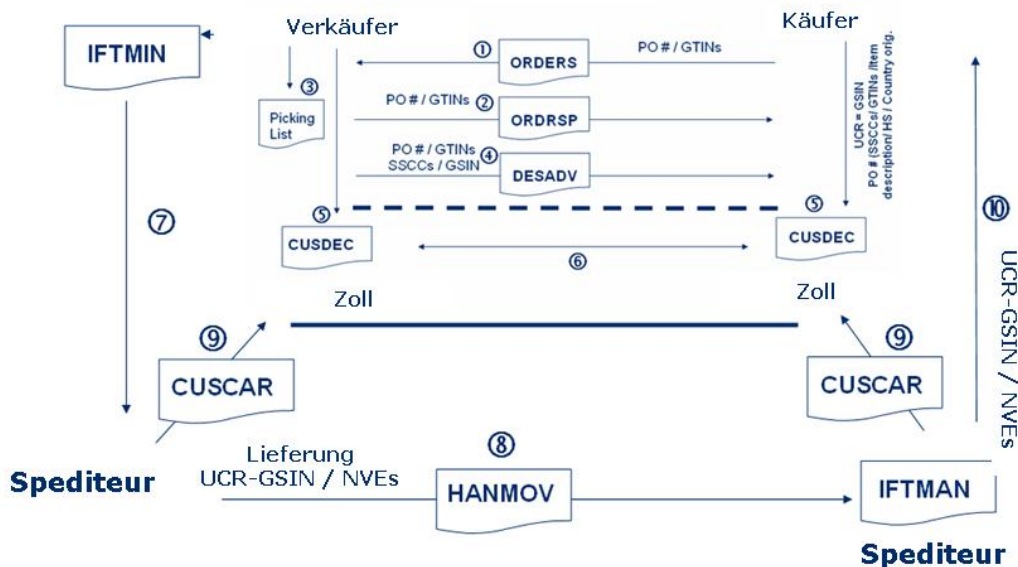 Verkäufer
Käufer
IFTMIN
①
ORDERS
PO # / GTINs
③
Picking
List
PO # / GTINs
②
ORDRSP
PO # / GTINs
SSCCs / GSIN
④
DESADV
UCR = GSIN
PO # (SSCCs/ GTINs /Item
description/ HS / Country orig.
⑤
CUSDEC
⑤
CUSDEC
⑥
⑦
⑩
UCR-GSIN / NVEs
Zoll
Zoll
⑨
CUSCAR
⑨
CUSCAR
Spediteur
Lieferung
UCR-GSIN / NVEs
⑧
HANMOV
IFTMAN
Spediteur